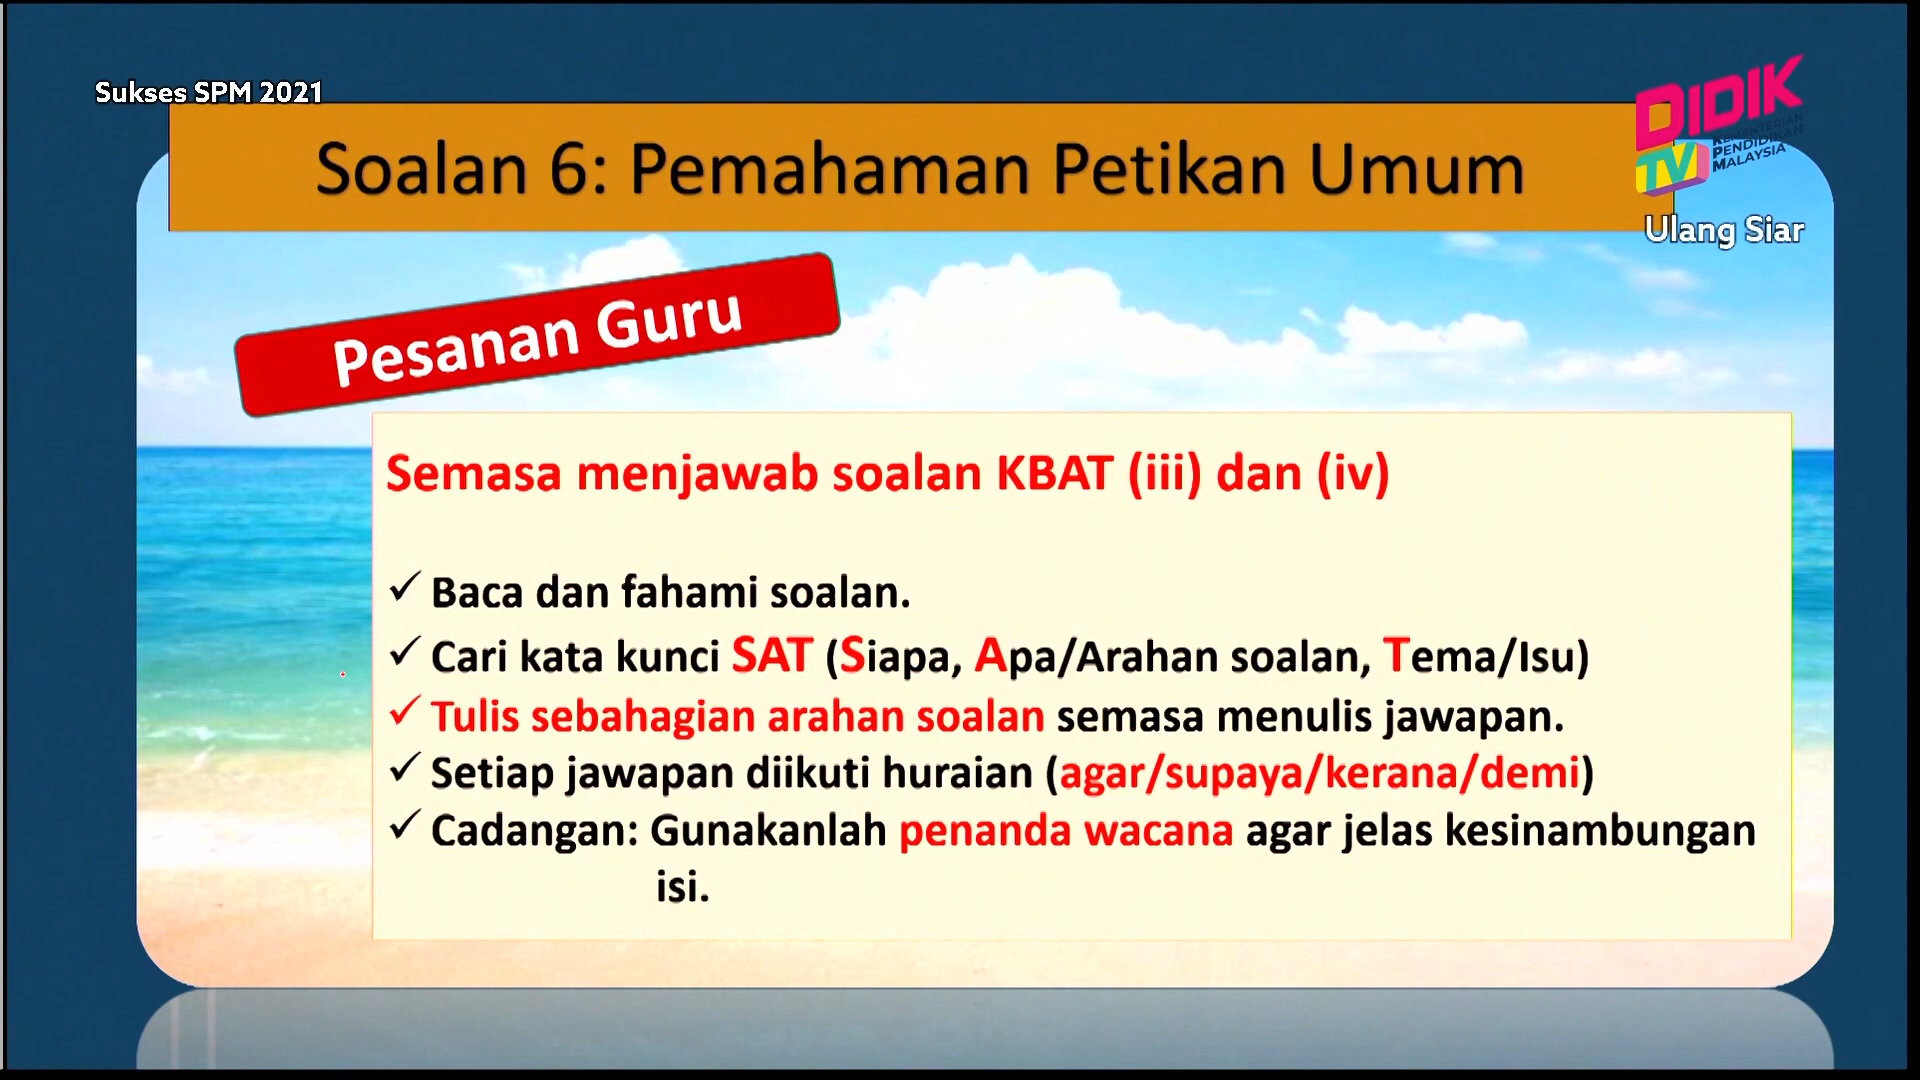 Sukses SPM 2021
DIDIK
TV
KEMENTERIAN
PENDIDIKAN
MALAYSIA
Soalan 6: Pemahaman Petikan Umum
Ulang Siar
Pesanan Guru
Semasa menjawab soalan KBAT (iii) dan (iv)
✓ Baca dan fahami soalan.
✓ Cari kata kunci SAT (Siapa, Apa/Arahan soalan, Tema/Isu)
✓ Tulis sebahagian arahan soalan semasa menulis jawapan.
✓ Setiap jawapan diikuti huraian (agar/supaya/kerana/demi)
✓ Cadangan: Gunakanlah penanda wacana agar jelas kesinambungan
isi.